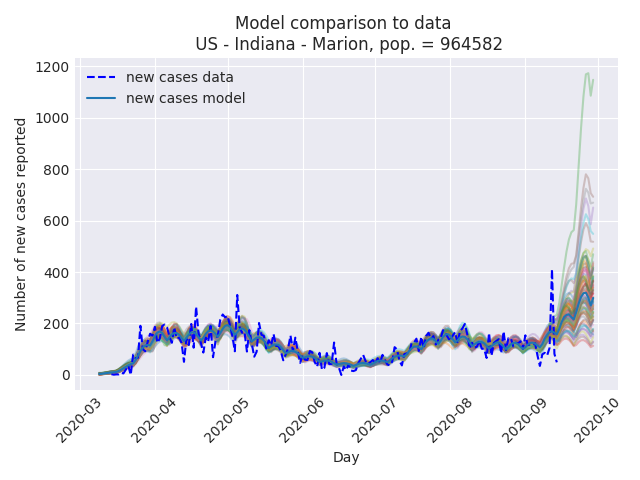 Model comparison to data
US - Indiana - Marion, pop. = 964582
new cases data
new cases model
Number of new cases reported
1200
1000
800
600
400
200
0
2020-03
2020-04
2020-05
2020-06
2020-07
2020-08
2020-09
2020-10
Day